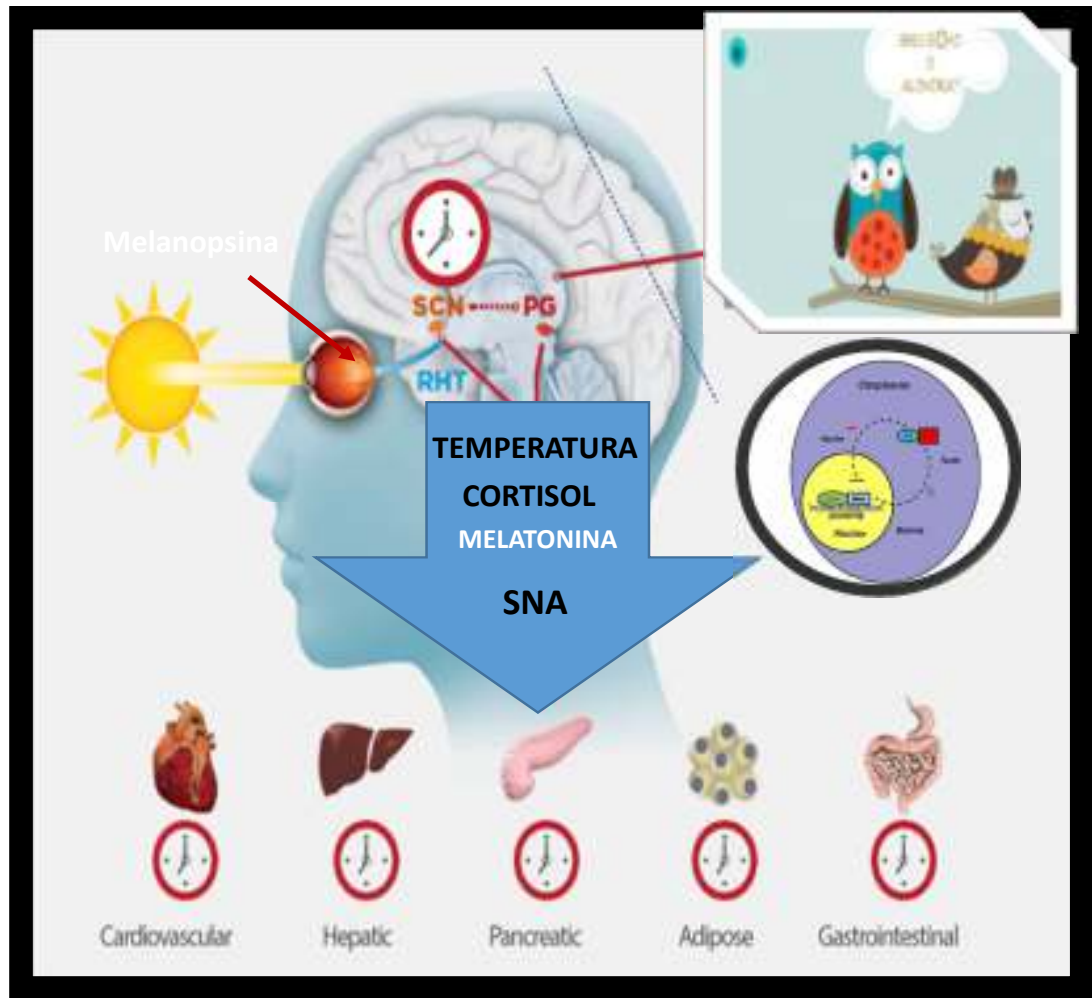 Melanopsina
SCN
PG
RHT
TEMPERATURA
CORTISOL
MELATONINA
SNA
Cardiovascular
Hepatic
Pancreatic
Adipose
Gastrointestinal